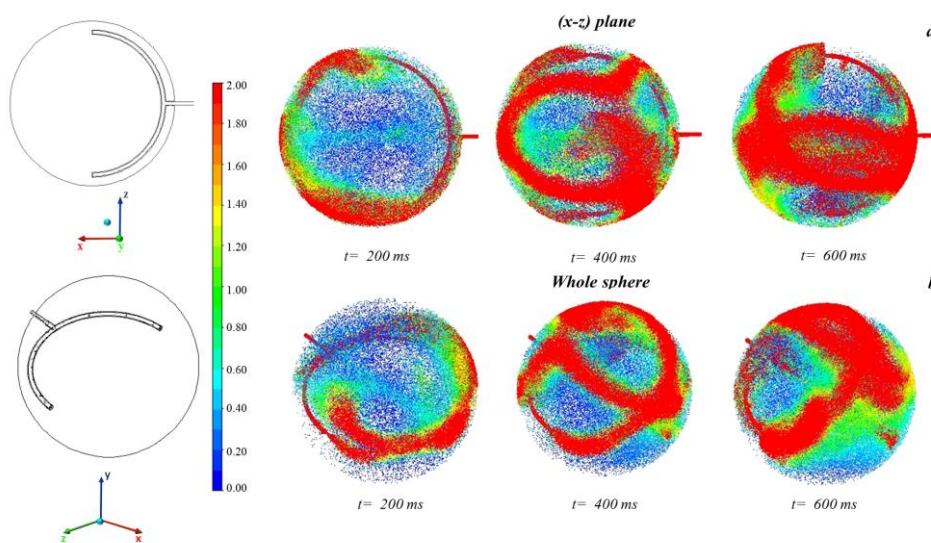 (x-z) plane
z
x
y
2.00
1.80
1.60
1.40
1.20
1.00
0.80
0.60
0.40
0.20
0.00
t= 200 ms
t= 400 ms
t= 600 ms
Whole sphere
y
z
x
t= 200 ms
t= 400 ms
t= 600 ms